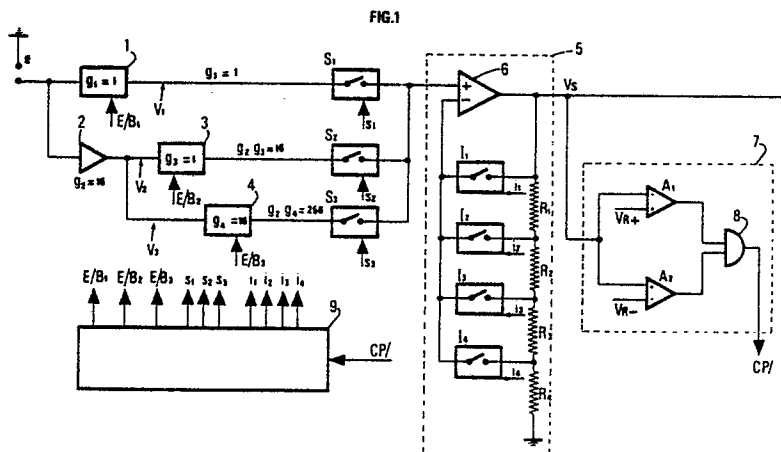 FIG.1
1
e
g₁ = 1
g₁ = 1
S₁
V₁
E/B₁
S₁
2
g₂ = 16
V₂
3
g₃ = 1
E/B₂
g₂ g₃ = 16
S₂
S₂
4
V₃
g₄ = 16
E/B₃
g₂ g₄ = 256
S₃
S₃
5
6
+
−
VS
I₁
i₁
R₁
I₂
i₂
R₂
I₃
i₃
R₃
I₄
i₄
R₄
7
A₁
VR+
8
A₂
VR−
CP/
E/B₁ E/B₂ E/B₃ S₁ S₂ S₃ i₁ i₂ i₃ i₄
9
CP/